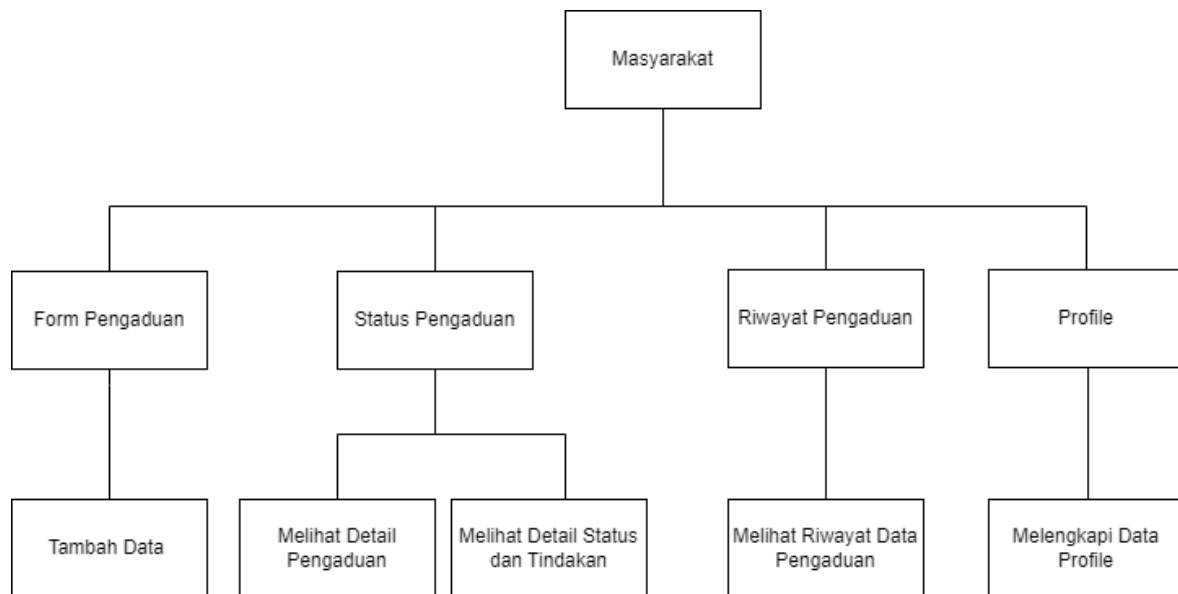 Masyarakat
Form Pengaduan
Status Pengaduan
Riwayat Pengaduan
Profile
Tambah Data
Melihat Detail
Pengaduan
Melihat Detail Status
dan Tindakan
Melihat Riwayat Data
Pengaduan
Melengkapi Data
Profile